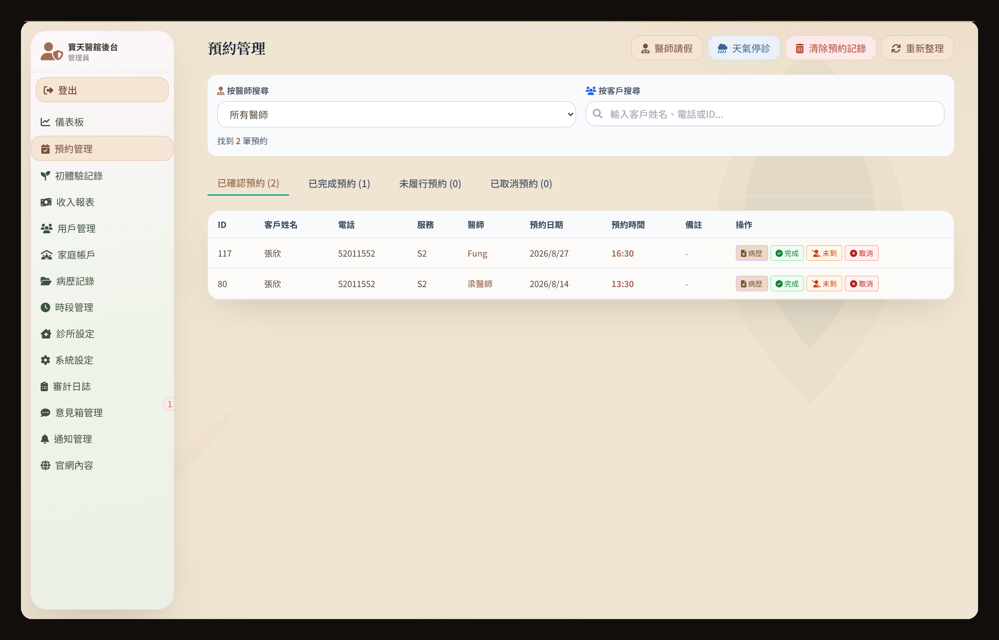 寶天醫館後台
管理員
登出
儀表板
預約管理
初體驗記錄
收入報表
用戶管理
家庭帳戶
病歷記錄
時段管理
診所設定
系統設定
審計日誌
意見箱管理
1
通知管理
官網內容
預約管理
醫師請假
天氣停診
清除預約記錄
重新整理
按醫師搜尋
按客戶搜尋
所有醫師
輸入客戶姓名、電話或ID...
找到 2 筆預約
已確認預約 (2) 已完成預約 (1) 未履行預約 (0) 已取消預約 (0)
ID 客戶姓名 電話 服務 醫師 預約日期 預約時間 備註 操作
117 張欣 52011552 S2 Fung 2026/8/27 16:30 - 病歷 完成 未到 取消
80 張欣 52011552 S2 梁醫師 2026/8/14 13:30 - 病歷 完成 未到 取消